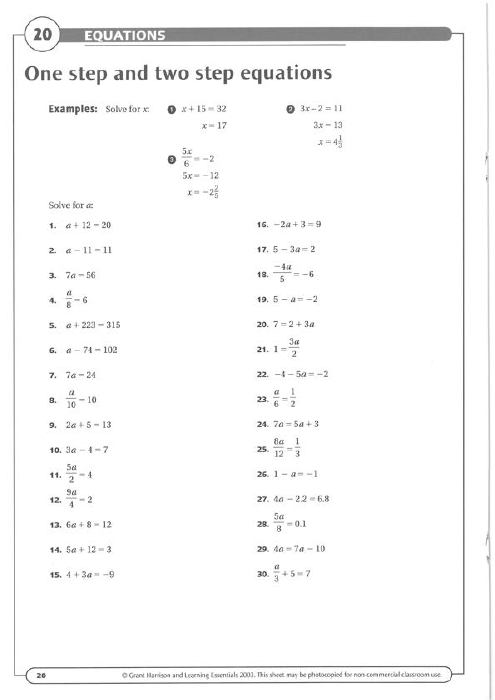 20 EQUATIONS
One step and two step equations
Examples: Solve for x: 1 x + 15 = 32
x = 17
2 3x − 2 = 11
3x = 13
x = 4 1/3
3 5x/6 = −2
5x = −12
x = −2 2/5
Solve for a:
1. a + 12 = 20
2. a − 11 = 11
3. 7a = 56
4. a/8 = 6
5. a + 223 = 315
6. a − 74 = 102
7. 7a = 24
8. a/10 = 10
9. 2a + 5 = 13
10. 3a − 4 = 7
11. 5a/2 = 4
12. 9a/4 = 2
13. 6a + 8 = 12
14. 5a + 12 = 3
15. 4 + 3a = −9
16. −2a + 3 = 9
17. 5 − 3a = 2
18. −4a/5 = −6
19. 5 − a = −2
20. 7 = 2 + 3a
21. 1 = 3a/2
22. −4 − 5a = −2
23. a/6 = 1/2
24. 7a = 5a + 3
25. 8a/12 = 1/3
26. 1 − a = −1
27. 4a − 2.2 = 6.8
28. 5a/8 = 0.1
29. 4a = 7a − 10
30. a/3 + 5 = 7
20 © Grant Harrison and Learning Essentials 2001. This sheet may be photocopied for non-commercial classroom use.